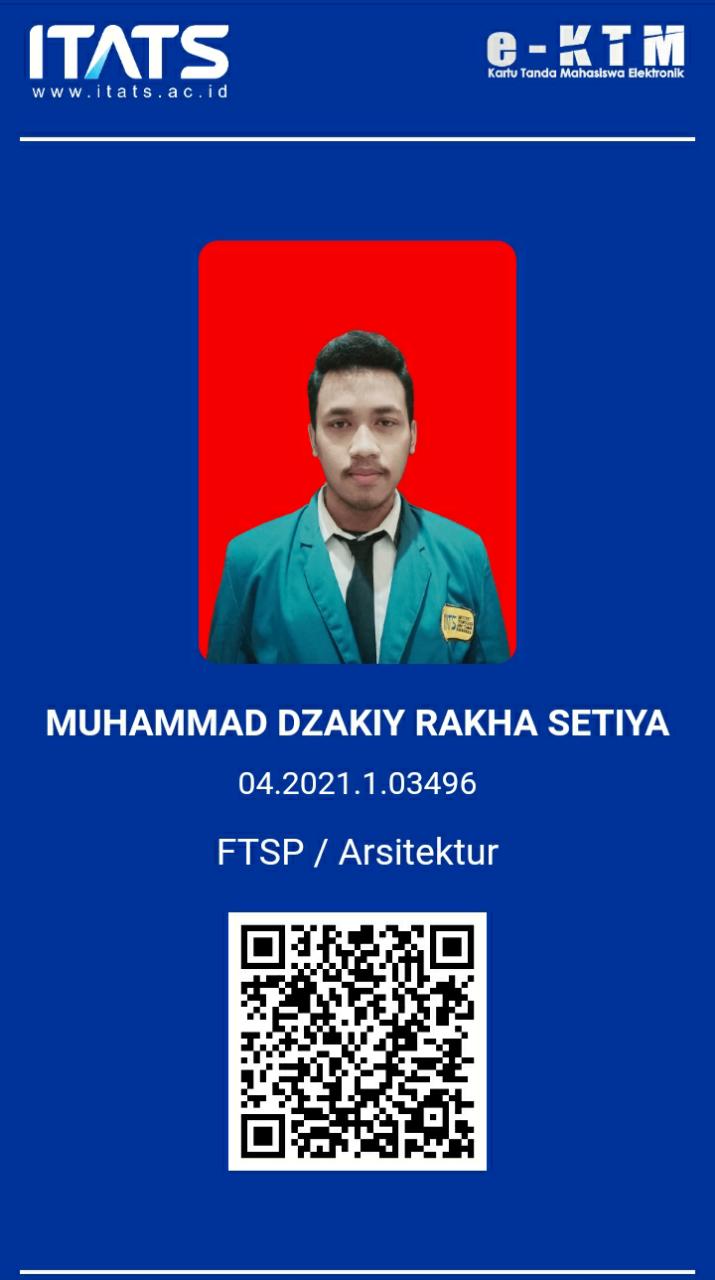 ITATS
www.itats.ac.id
e-KTM
Kartu Tanda Mahasiswa Elektronik
ITATS
MUHAMMAD DZAKIY RAKHA SETIYA
04.2021.1.03496
FTSP / Arsitektur